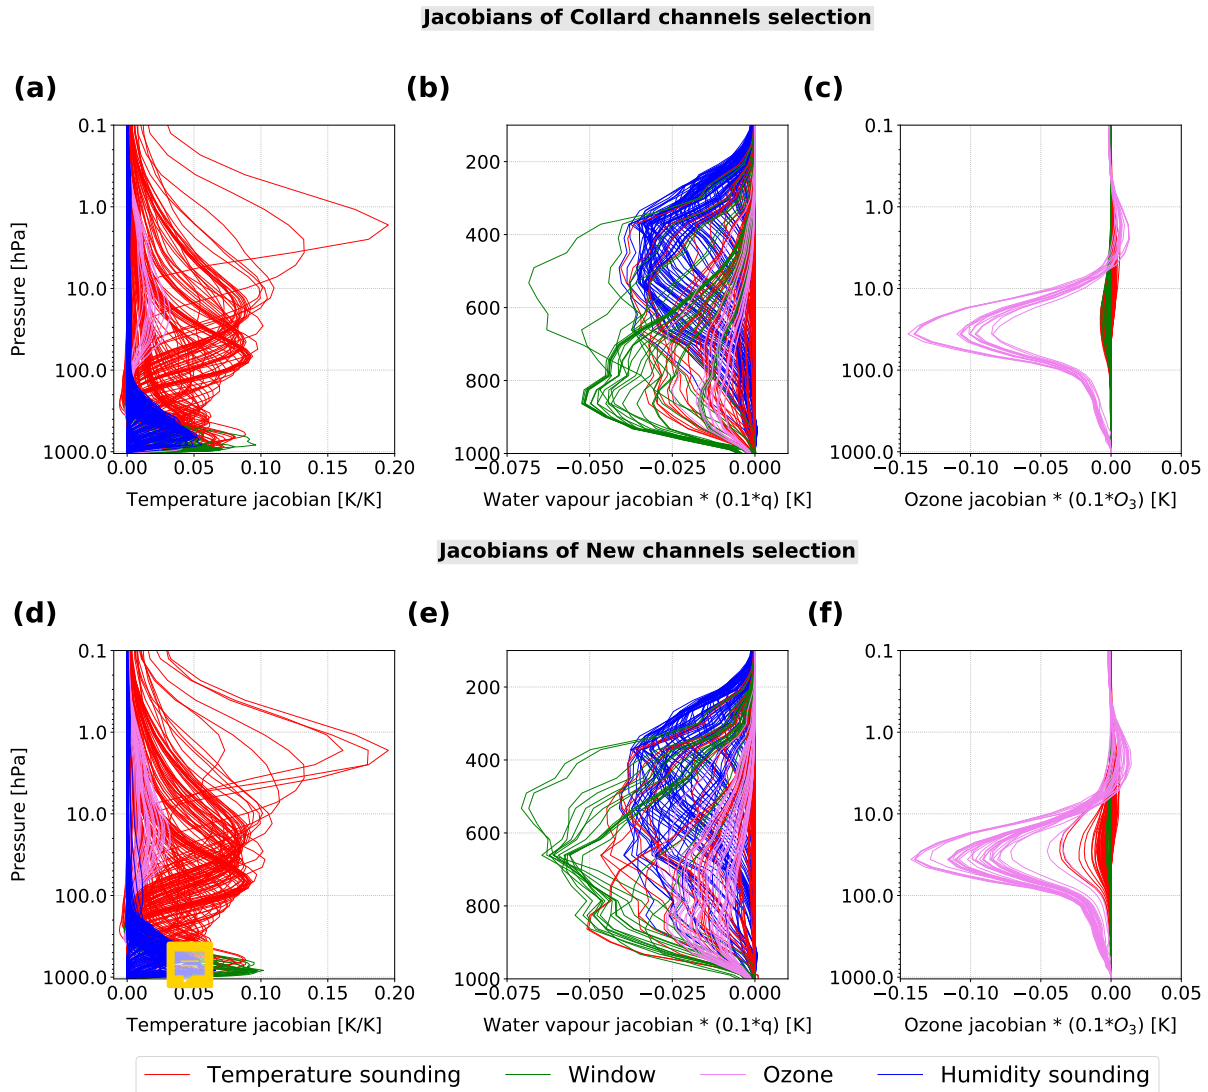 Jacobians of Collard channels selection
(a) (b) (c)
0.1
1.0
10.0
100.0
1000.0
Pressure [hPa]
0.00 0.05 0.10 0.15 0.20
Temperature jacobian [K/K]
200
400
600
800
1000
−0.075 −0.050 −0.025 0.000
Water vapour jacobian * (0.1*q) [K]
0.1
1.0
10.0
100.0
1000.0
−0.15 −0.10 −0.05 0.00 0.05
Ozone jacobian * (0.1*O₃) [K]
Jacobians of New channels selection
(d) (e) (f)
0.1
1.0
10.0
100.0
1000.0
Pressure [hPa]
0.00 0.05 0.10 0.15 0.20
Temperature jacobian [K/K]
200
400
600
800
1000
−0.075 −0.050 −0.025 0.000
Water vapour jacobian * (0.1*q) [K]
0.1
1.0
10.0
100.0
1000.0
−0.15 −0.10 −0.05 0.00 0.05
Ozone jacobian * (0.1*O₃) [K]
Temperature sounding Window Ozone Humidity sounding